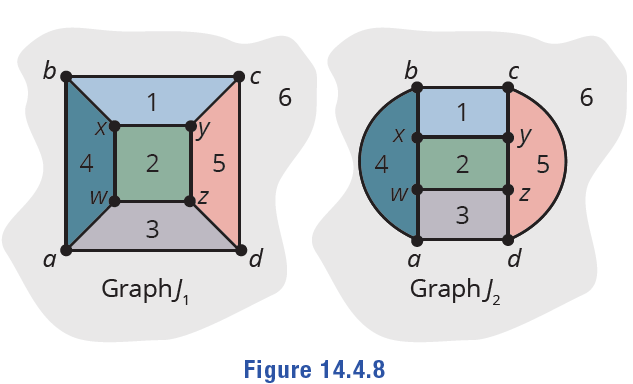 b
c
6
1
x
y
4
2
5
w
z
3
a
d
Graph J₁
b
c
6
1
x
y
4
2
5
w
z
3
a
d
Graph J₂
Figure 14.4.8